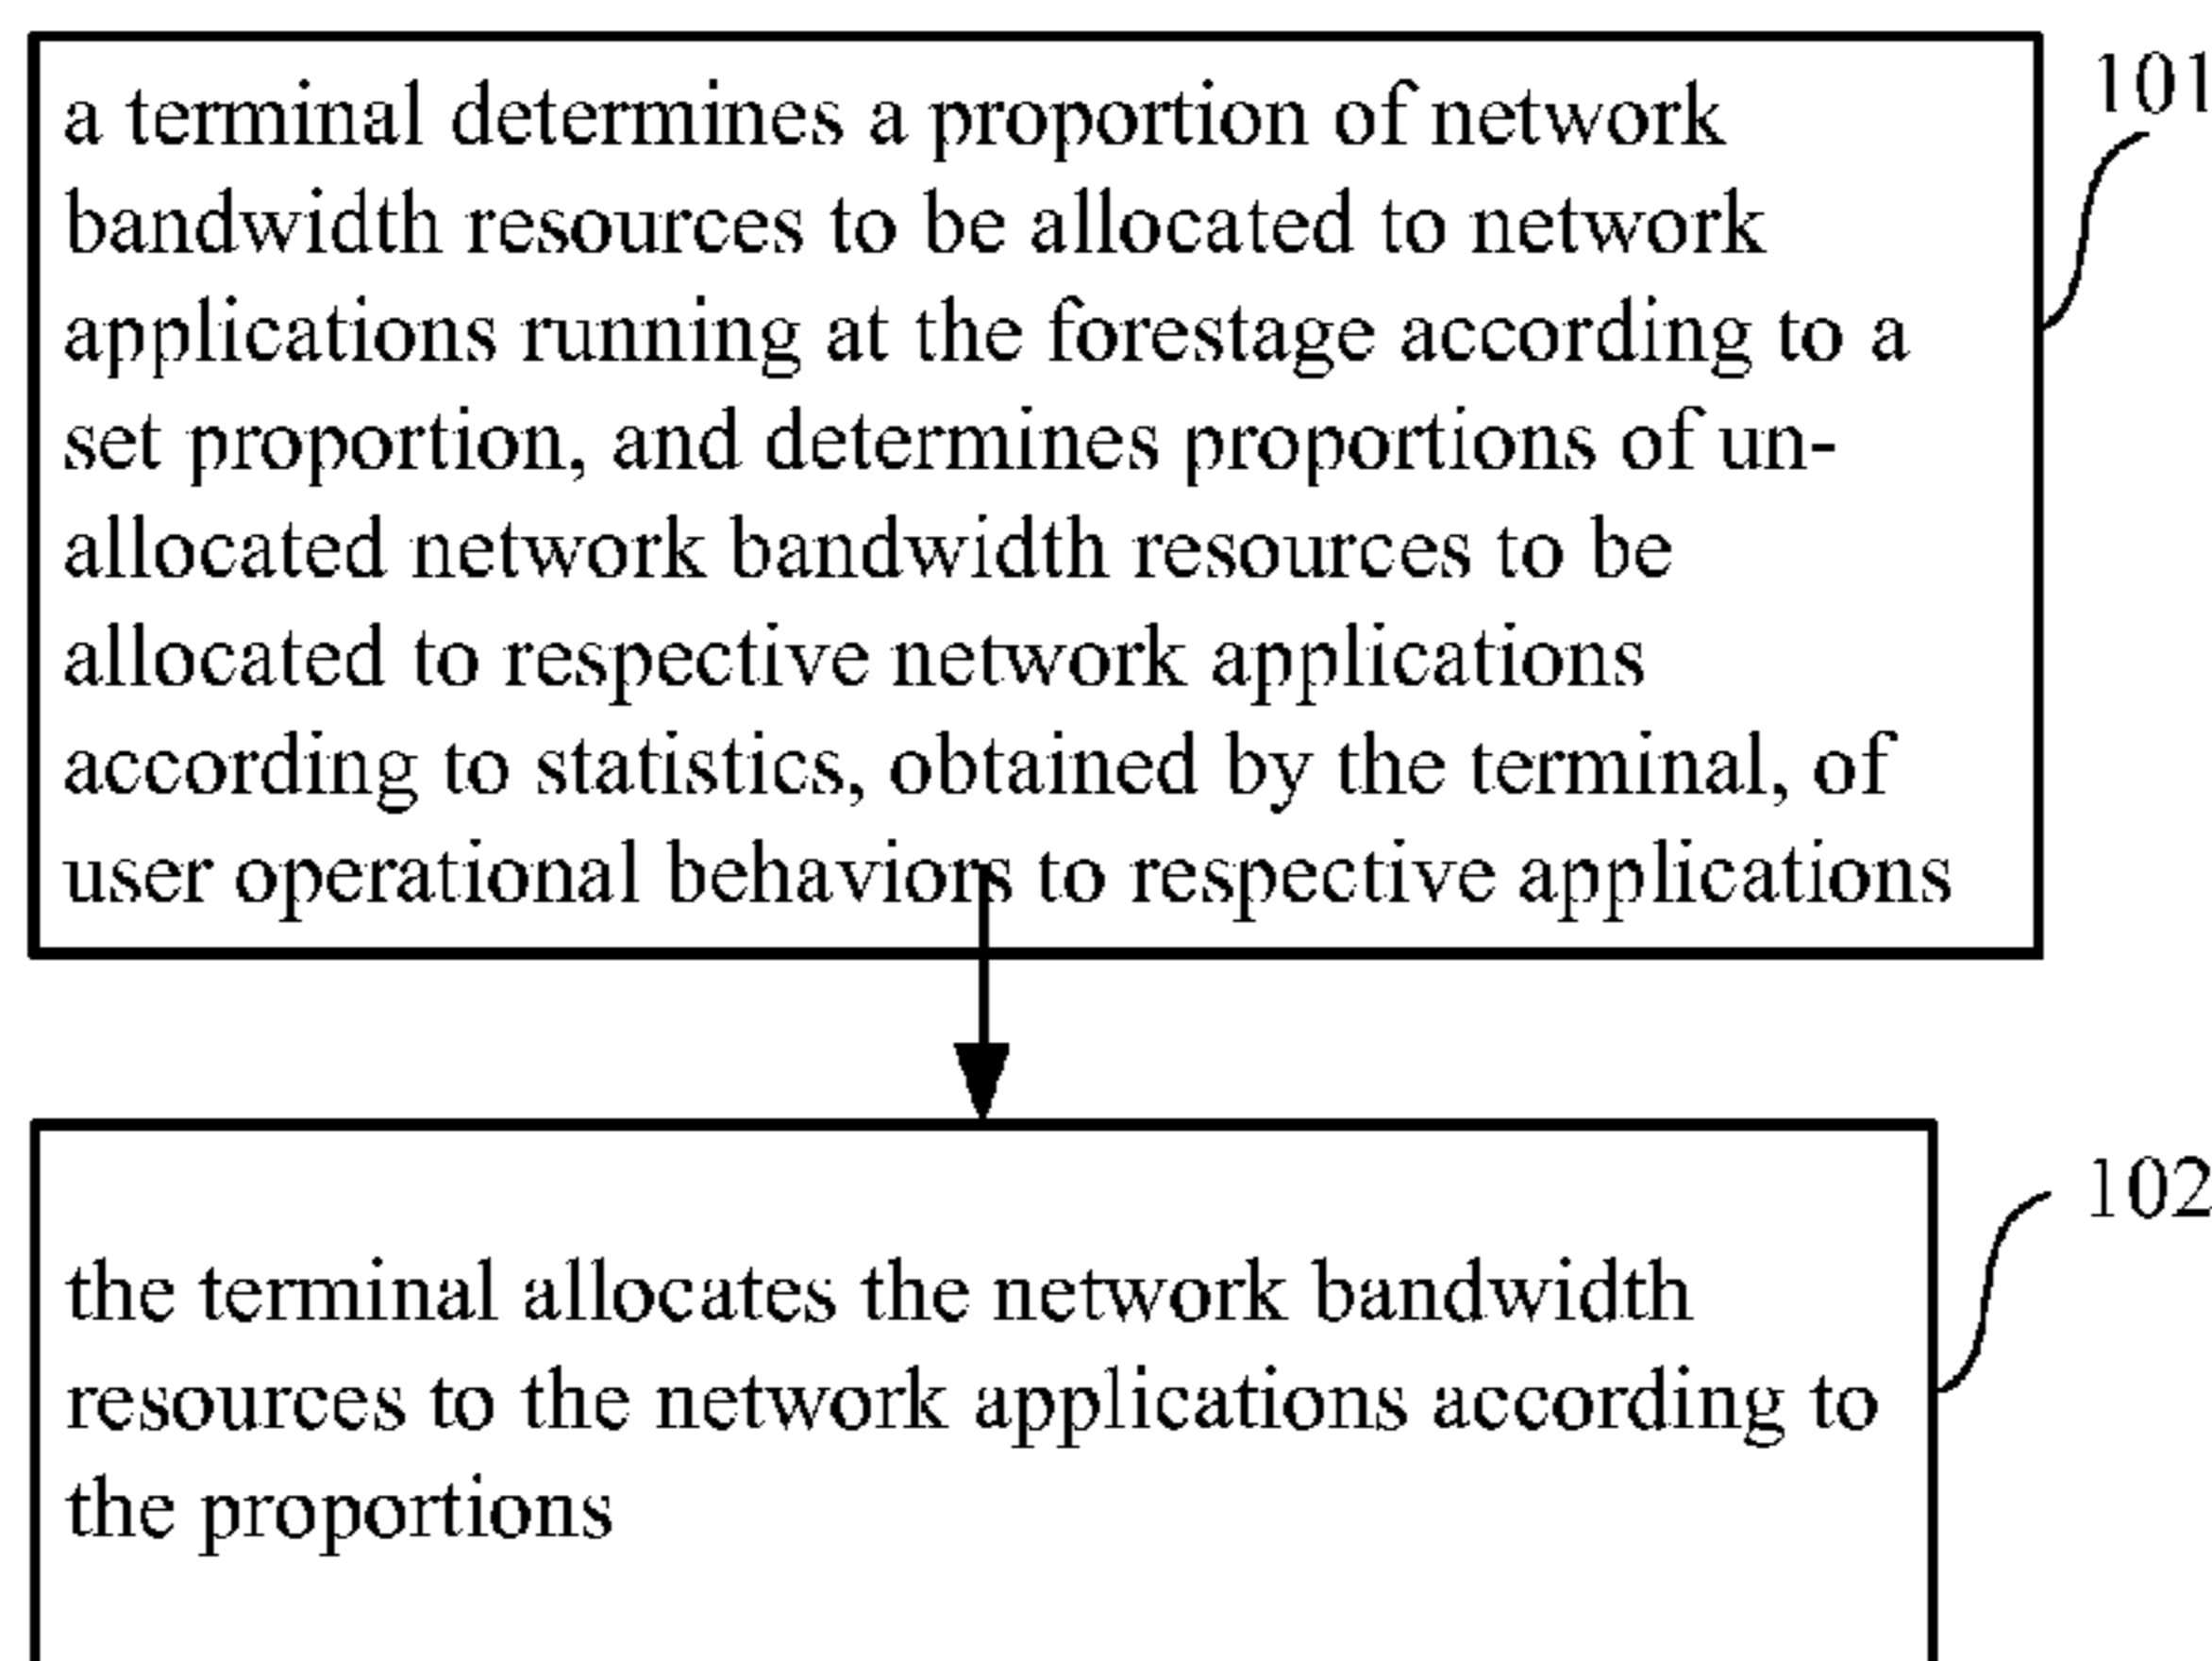 101
a terminal determines a proportion of network
bandwidth resources to be allocated to network
applications running at the forestage according to a
set proportion, and determines proportions of un-
allocated network bandwidth resources to be
allocated to respective network applications
according to statistics, obtained by the terminal, of
user operational behaviors to respective applications
102
the terminal allocates the network bandwidth
resources to the network applications according to
the proportions